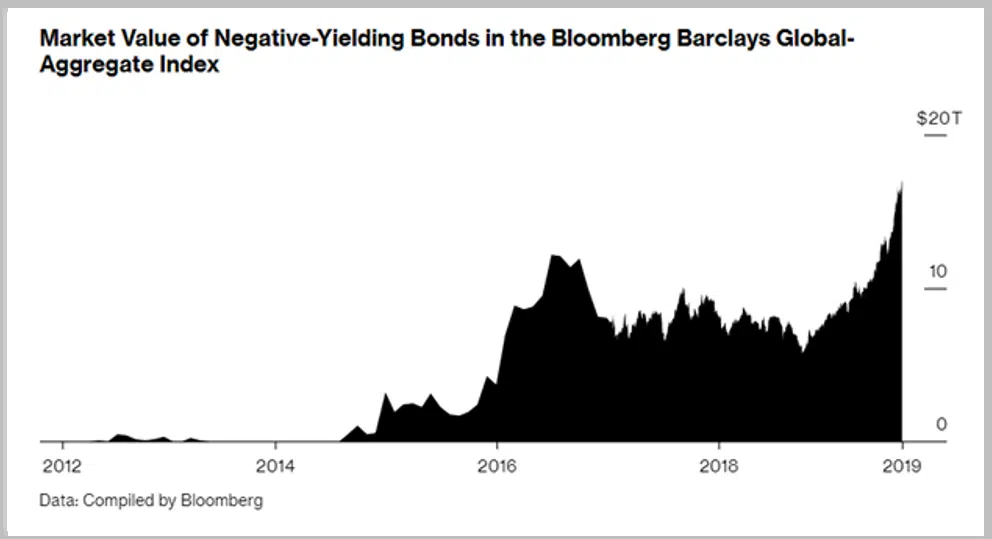 Market Value of Negative-Yielding Bonds in the Bloomberg Barclays Global-
Aggregate Index
$20T
10
0
2012 2014 2016 2018 2019
Data: Compiled by Bloomberg